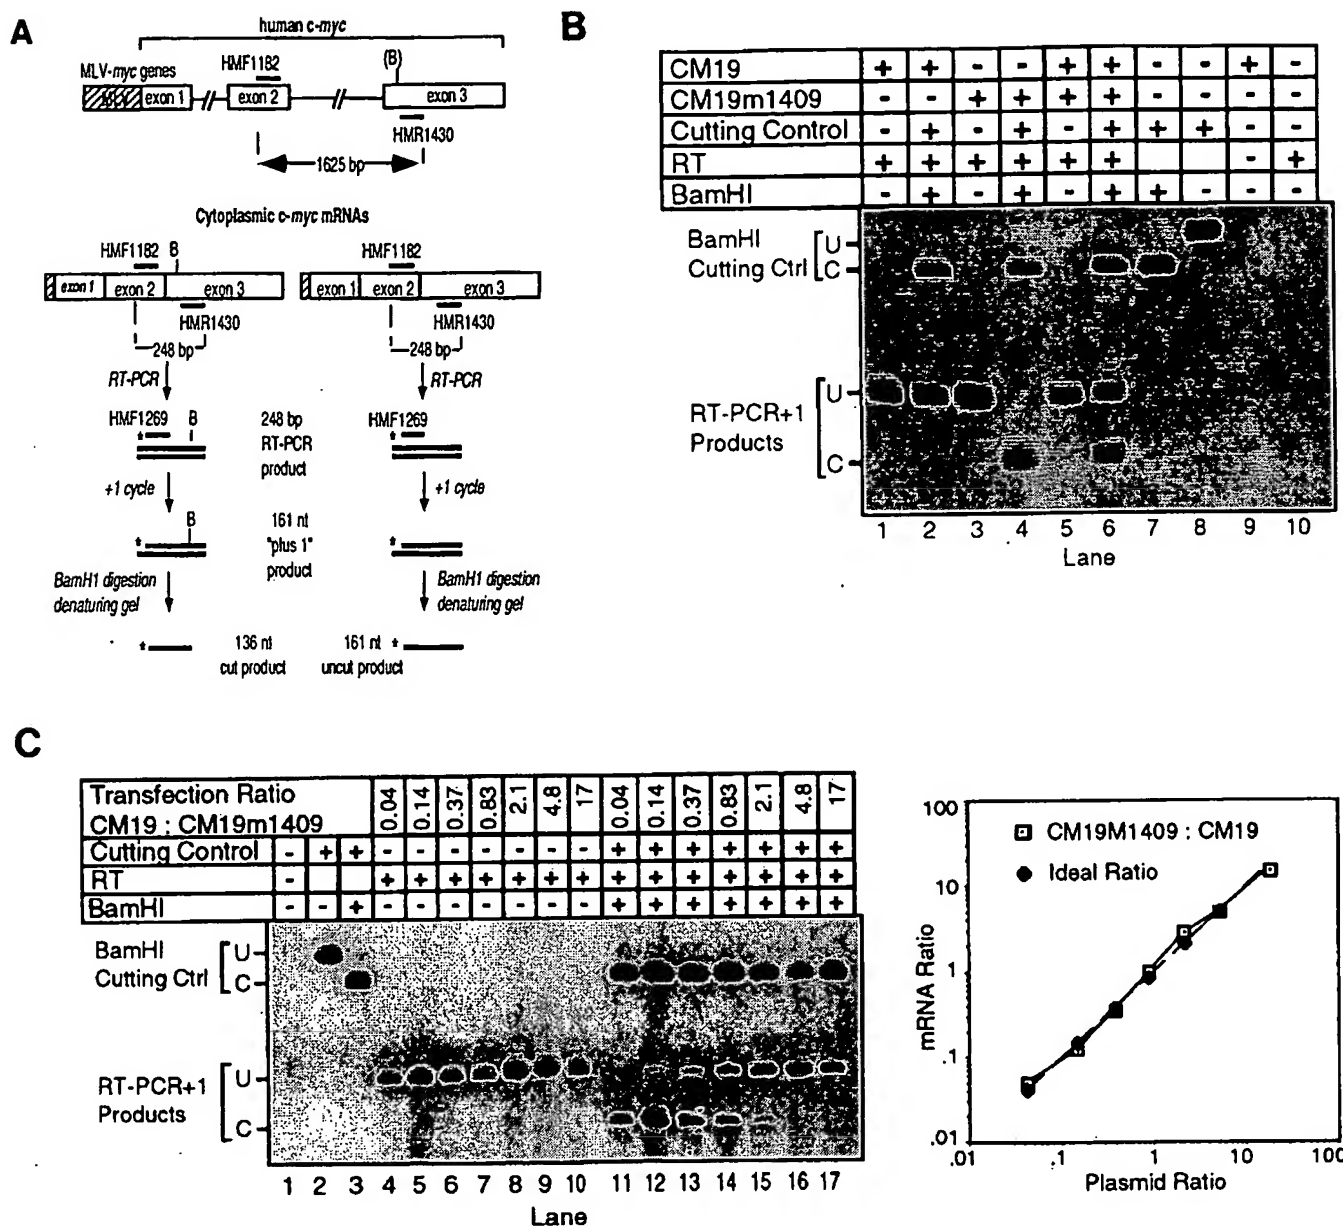 A
human c-myc
MLV-myc genes
HMF1182
(B)
exon 1
exon 2
exon 3
HMR1430
1625 bp
Cytoplasmic c-myc mRNAs
HMF1182
B
HMF1182
exon 1
exon 2
exon 3
exon 1
exon 2
exon 3
HMR1430
HMR1430
248 bp
248 bp
RT-PCR
RT-PCR
HMF1269
B
248 bp
RT-PCR
product
HMF1269
*
*
+1 cycle
+1 cycle
B
161 nt
"plus 1"
product
*
*
BamH1 digestion
denaturing gel
BamH1 digestion
denaturing gel
*
136 nt
cut product
161 nt
uncut product
*
B
CM19 + + - - + + - - + -
CM19m1409 - - + + + + - - - -
Cutting Control - + - + - + + + - -
RT + + + + + + - +
BamHI - + - + - + + - - -
BamHI
Cutting Ctrl
U
C
RT-PCR+1
Products
U
C
1 2 3 4 5 6 7 8 9 10
Lane
C
Transfection Ratio
CM19 : CM19m1409
0.04 0.14 0.37 0.83 2.1 4.8 17 0.04 0.14 0.37 0.83 2.1 4.8 17
Cutting Control - + + - - - - - - - + + + + + + +
RT - + + + + + + + + + + + + + +
BamHI - - + - - - - - - - + + + + + + +
BamHI
Cutting Ctrl
U
C
RT-PCR+1
Products
U
C
1 2 3 4 5 6 7 8 9 10 11 12 13 14 15 16 17
Lane
100
10
1
.1
.01
mRNA Ratio
CM19M1409 : CM19
Ideal Ratio
.01 .1 1 10 100
Plasmid Ratio